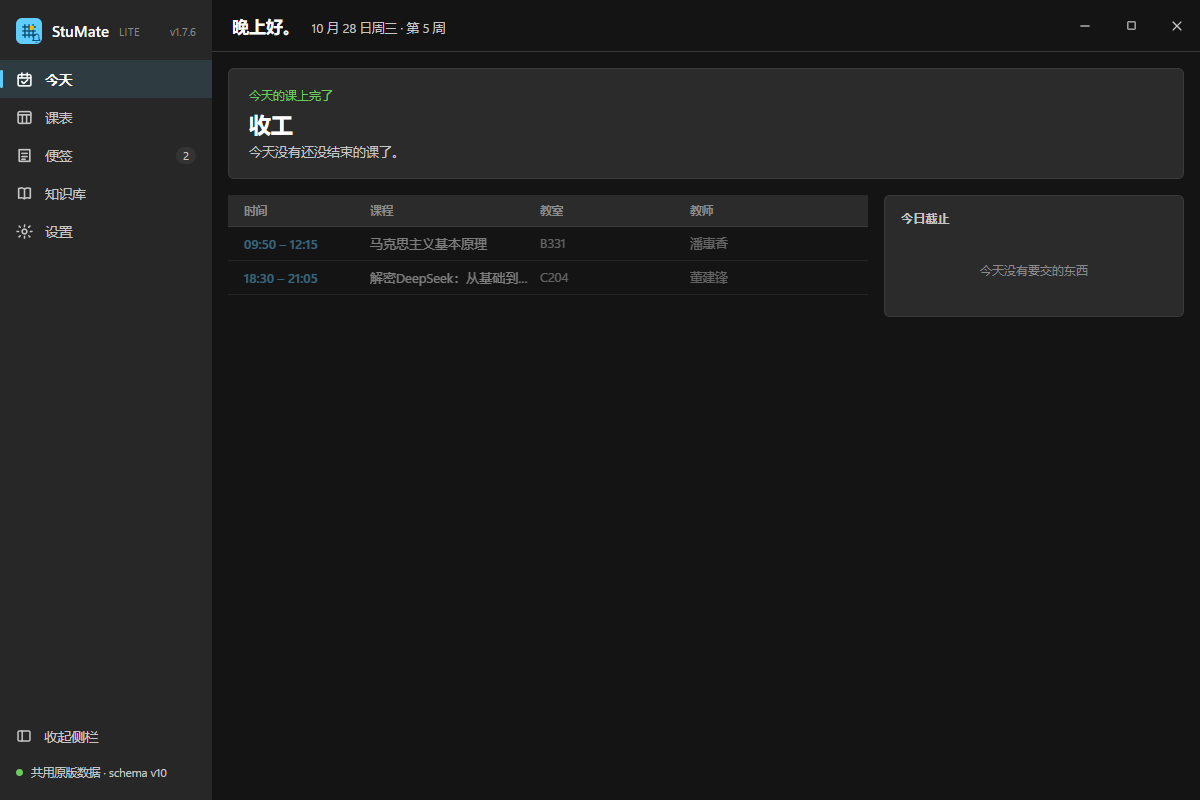 StuMate LITE v1.7.6
今天
课表
便签 2
知识库
设置
收起侧栏
共用原版数据 · schema v10
晚上好。 10 月 28 日周三 · 第 5 周
今天的课上完了
收工
今天没有还没结束的课了。
时间 课程 教室 教师
09:50 – 12:15 马克思主义基本原理 B331 潘惠香
18:30 – 21:05 解密DeepSeek：从基础到... C204 董建锋
今日截止
今天没有要交的东西